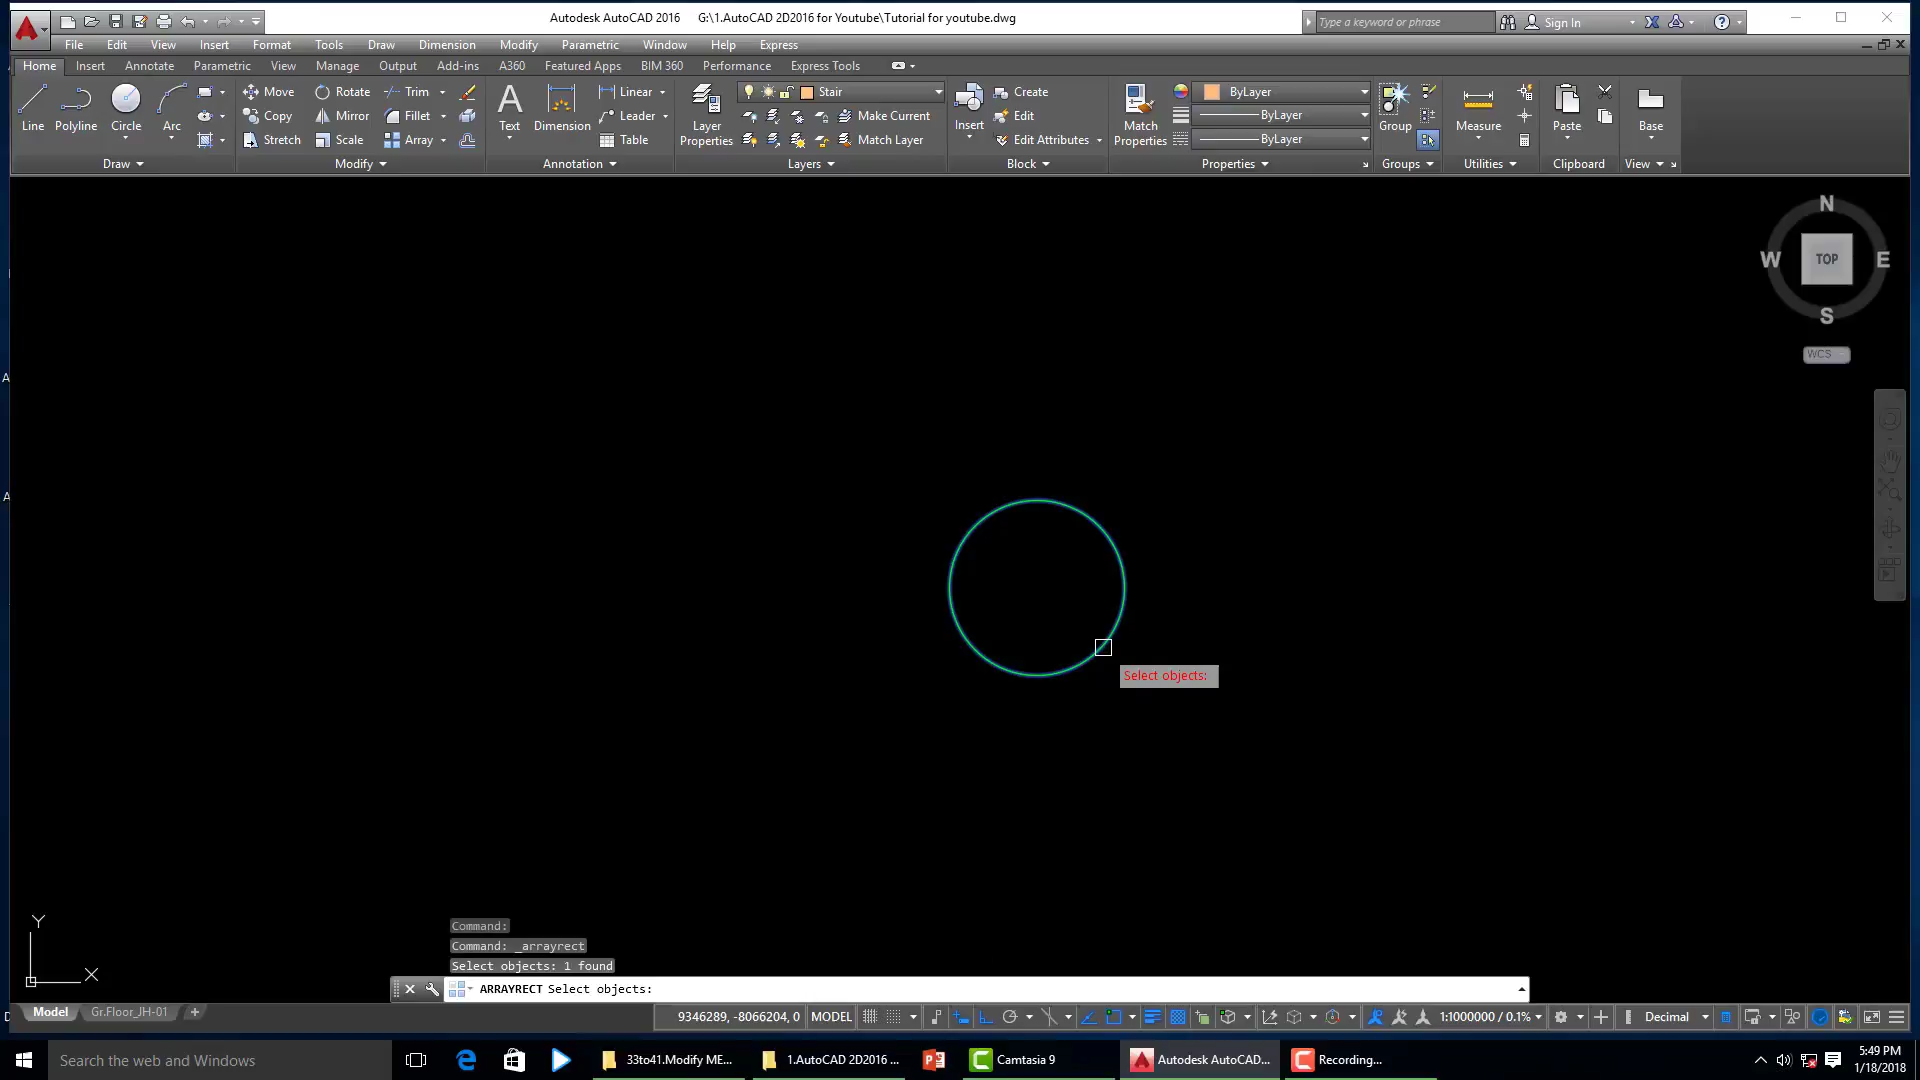 Autodesk AutoCAD 2016 G:\1.AutoCAD 2D2016 for Youtube\Tutorial for youtube.dwg
Type a keyword or phrase
Sign In
File Edit View Insert Format Tools Draw Dimension Modify Parametric Window Help Express
Home Insert Annotate Parametric View Manage Output Add-ins A360 Featured Apps BIM 360 Performance Express Tools
Line Polyline Circle Arc
Draw
Move Rotate Trim
Copy Mirror Fillet
Stretch Scale Array
Modify
Text Dimension
Linear
Leader
Table
Annotation
Layer
Properties
Stair
Make Current
Match Layer
Layers
Insert
Create
Edit
Edit Attributes
Block
Match
Properties
ByLayer
ByLayer
ByLayer
Properties
Group
Groups
Measure
Utilities
Paste
Clipboard
Base
View
N
W TOP E
S
WCS
Select objects:
Y
X
Command:
Command: _arrayrect
Select objects: 1 found
ARRAYRECT Select objects:
Model Gr.Floor_JH-01 +
9346289, -8066204, 0 MODEL 1:1000000 / 0.1% Decimal
Search the web and Windows
33to41.Modify ME...
1.AutoCAD 2D2016 ...
Camtasia 9
Autodesk AutoCAD...
Recording...
5:49 PM
1/18/2018